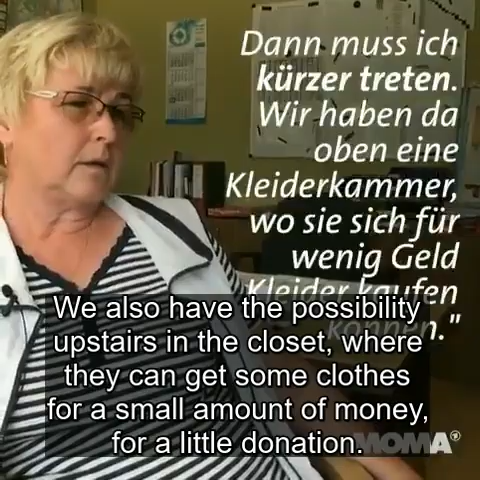 Dann muss ich
kürzer treten.
Wir haben da
oben eine
Kleiderkammer,
wo sie sich für
wenig Geld
Kleider kaufen
können."
We also have the possibility
upstairs in the closet, where
they can get some clothes
for a small amount of money,
for a little donation.
MOMA